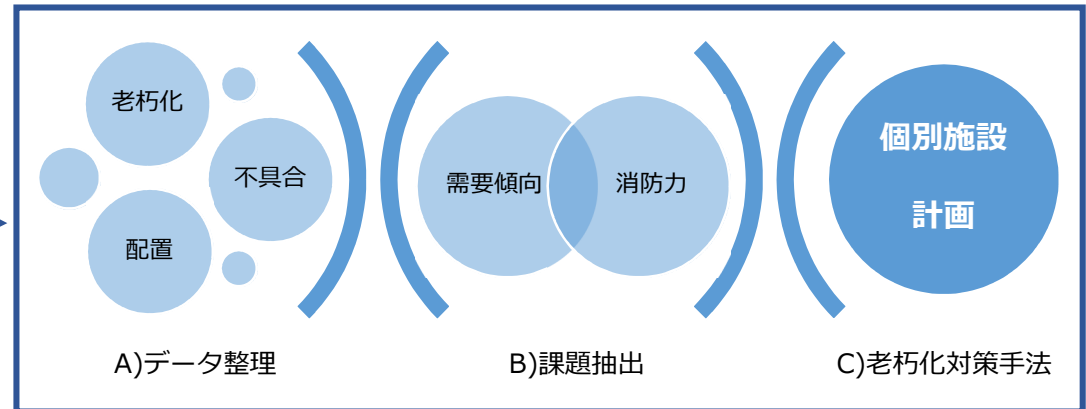 老朽化
不具合
配置
需要傾向
消防力
個別施設
計画
A)データ整理
B)課題抽出
C)老朽化対策手法